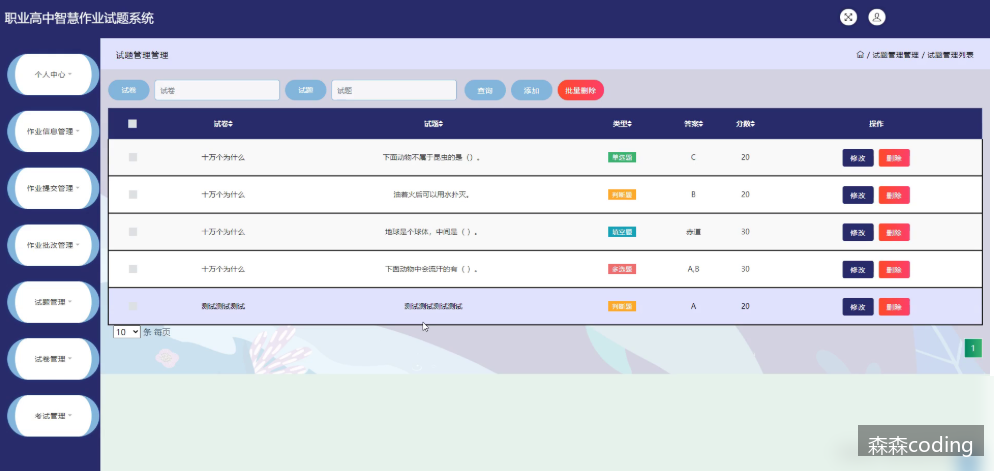 职业高中智慧作业试题系统
个人中心
作业信息管理
作业提交管理
作业批改管理
试题管理
试卷管理
考试管理
试题管理管理
/ 试题管理管理 / 试题管理列表
试卷 试卷 试题 试题 查询 添加 批量删除
试卷 试题 类型 答案 分数 操作
十万个为什么 下面动物不属于昆虫的是（）。 单选题 C 20 修改 删除
十万个为什么 油着火后可以用水扑灭。 判断题 B 20 修改 删除
十万个为什么 地球是个球体，中间是（ ）。 填空题 赤道 30 修改 删除
十万个为什么 下面动物中会流汗的有（ ）。 多选题 A,B 30 修改 删除
测试测试测试 测试测试测试测试 判断题 A 20 修改 删除
10 条 每页
1
森森coding